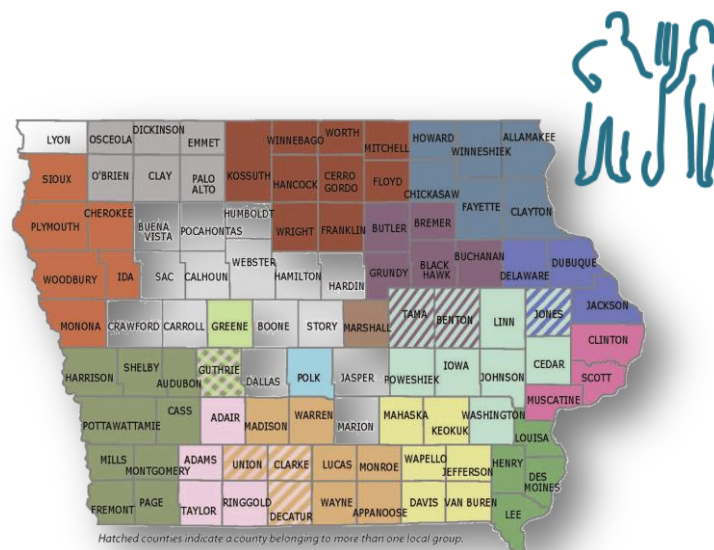 LYON
OSCEOLA
DICKINSON
EMMET
KOSSUTH
WINNEBAGO
WORTH
MITCHELL
HOWARD
WINNESHIEK
ALLAMAKEE
SIOUX
O'BRIEN
CLAY
PALO
ALTO
HANCOCK
CERRO
GORDO
FLOYD
CHICKASAW
FAYETTE
CLAYTON
PLYMOUTH
CHEROKEE
BUENA
VISTA
POCAHONTAS
HUMBOLDT
WRIGHT
FRANKLIN
BUTLER
BREMER
WOODBURY
IDA
SAC
CALHOUN
WEBSTER
HAMILTON
HARDIN
GRUNDY
BLACK
HAWK
BUCHANAN
DELAWARE
DUBUQUE
MONONA
CRAWFORD
CARROLL
GREENE
BOONE
STORY
MARSHALL
TAMA
BENTON
LINN
JONES
JACKSON
CLINTON
HARRISON
SHELBY
AUDUBON
GUTHRIE
DALLAS
POLK
JASPER
POWESHIEK
IOWA
JOHNSON
CEDAR
SCOTT
MUSCATINE
POTTAWATTAMIE
CASS
ADAIR
MADISON
WARREN
MARION
MAHASKA
KEOKUK
WASHINGTON
LOUISA
MILLS
MONTGOMERY
ADAMS
UNION
CLARKE
LUCAS
MONROE
WAPELLO
JEFFERSON
HENRY
DES
MOINES
FREMONT
PAGE
TAYLOR
RINGGOLD
DECATUR
WAYNE
APPANOOSE
DAVIS
VAN BUREN
LEE
Hatched counties indicate a county belonging to more than one local group.